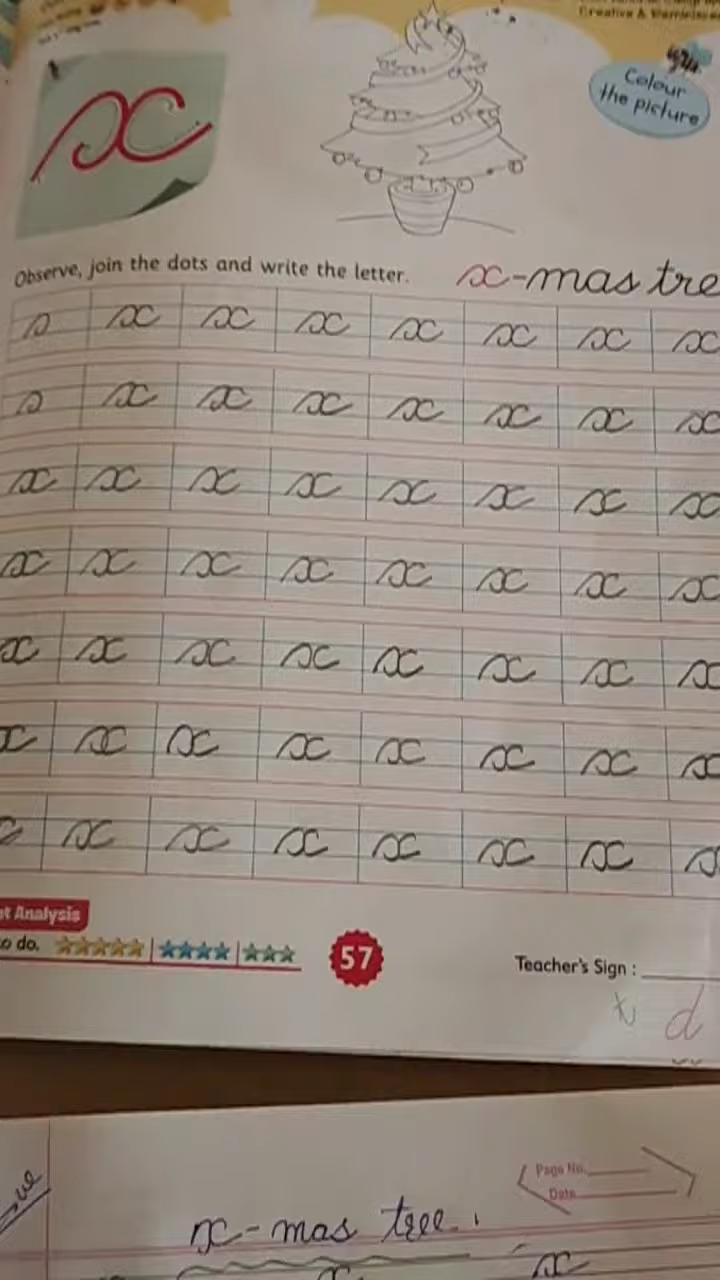 Creative &
x
Colour
the picture
Observe, join the dots and write the letter.
x-mas tre
x x x x x x x
x x x x x x x
x x x x x x x x
x x x x x x x x
x x x x x x x x
x x x x x x x x
x x x x x x
Analysis
do.
57
Teacher's Sign :
d
Page No.
Date
x-mas tree.
x